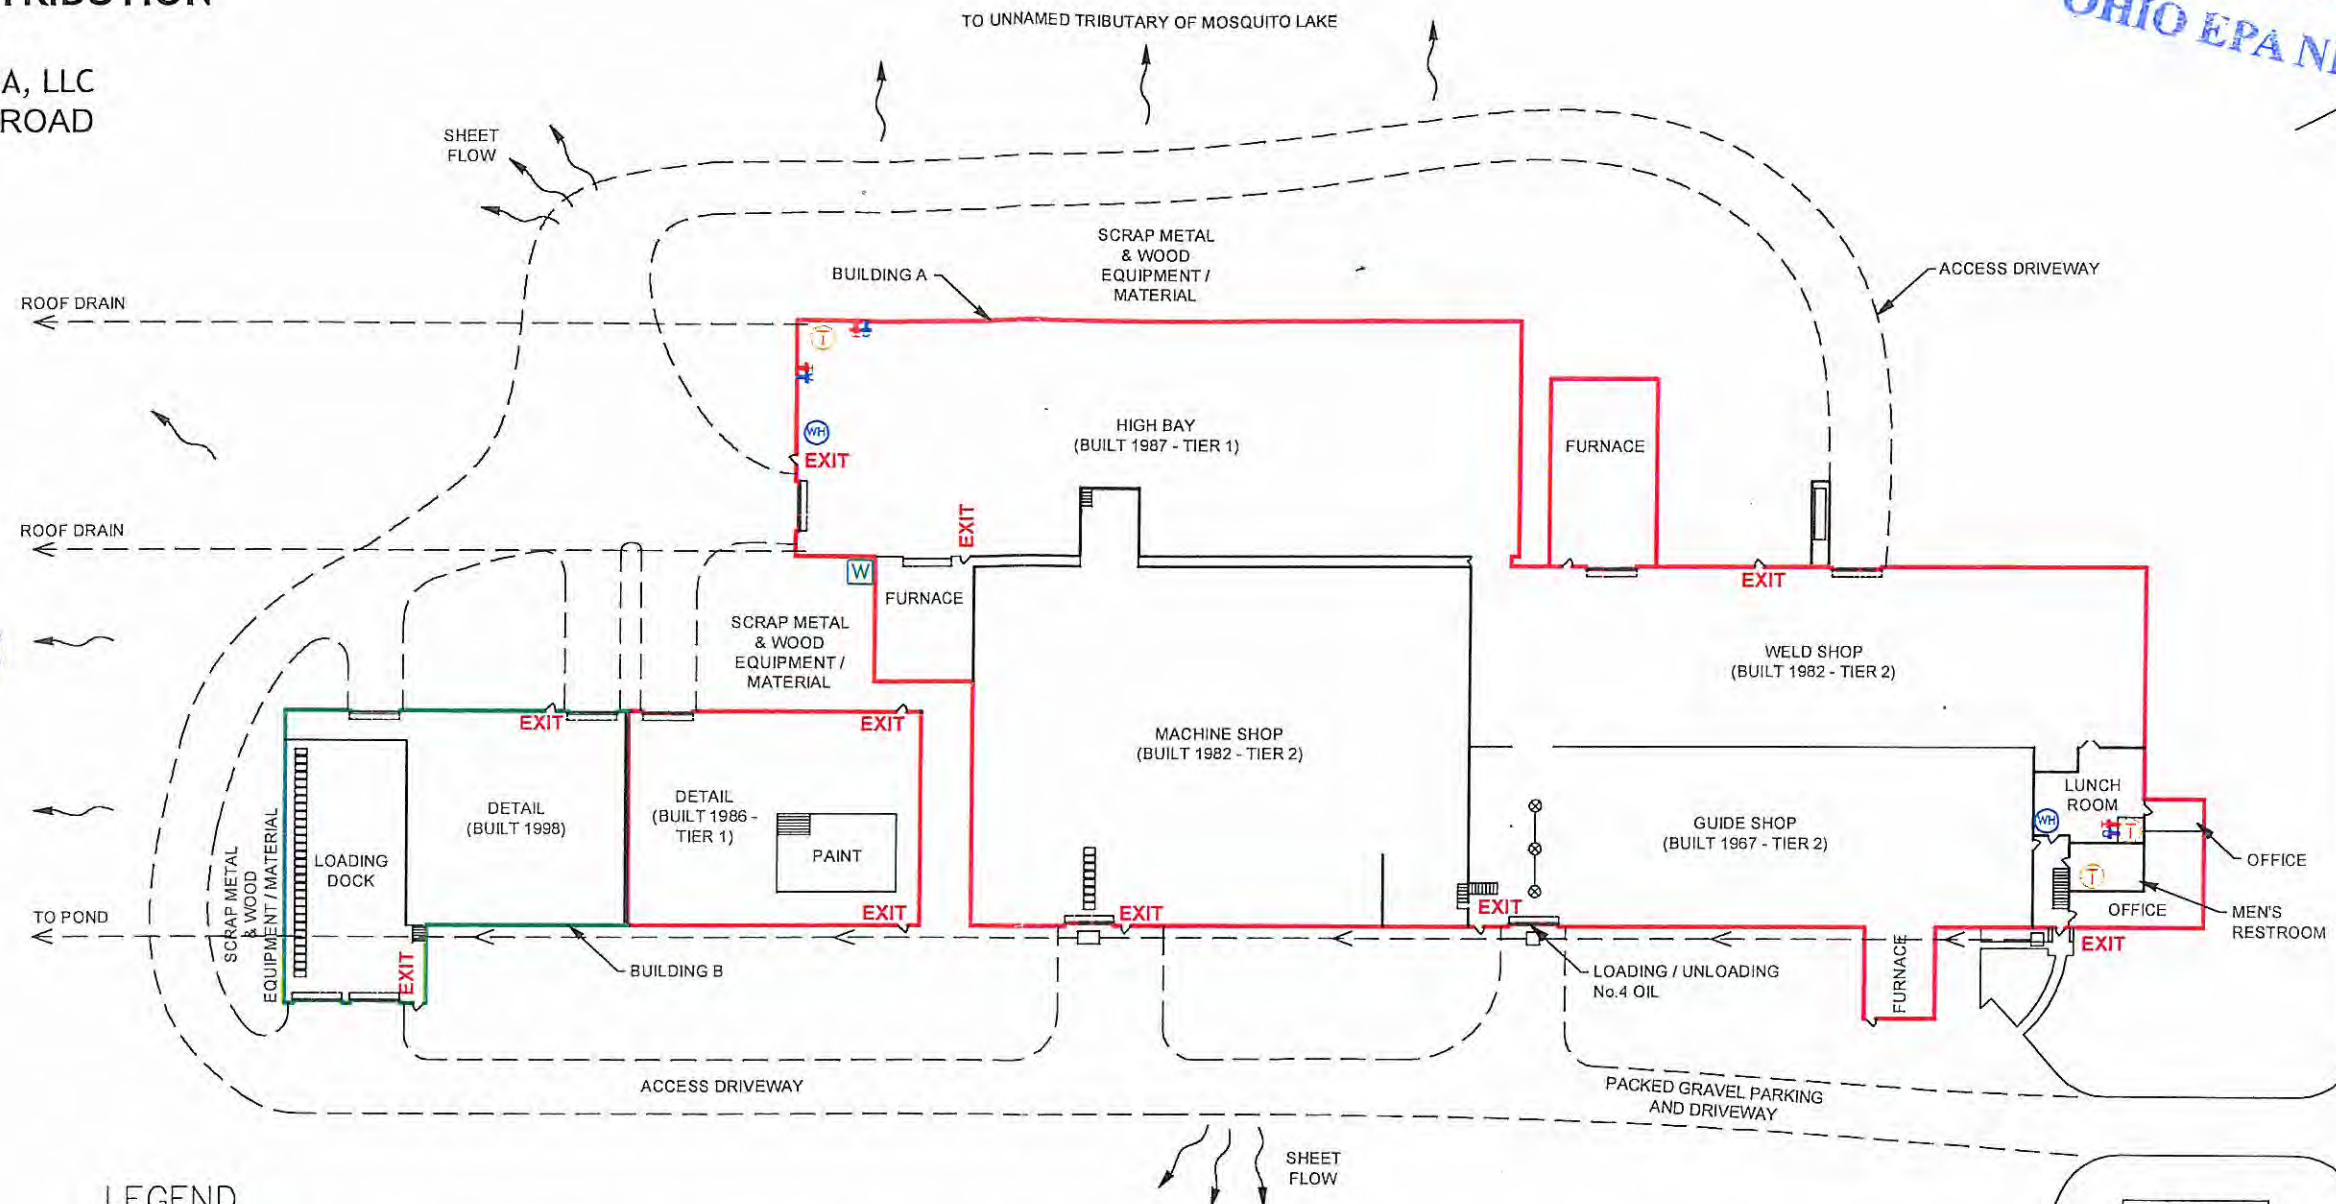 A, LLC
ROAD
OHIO EPA
TO UNNAMED TRIBUTARY OF MOSQUITO LAKE
SHEET
FLOW
SCRAP METAL
& WOOD
EQUIPMENT /
MATERIAL
BUILDING A
ACCESS DRIVEWAY
ROOF DRAIN
T
WH
EXIT
HIGH BAY
(BUILT 1987 - TIER 1)
FURNACE
EXIT
ROOF DRAIN
W
FURNACE
EXIT
SCRAP METAL
& WOOD
EQUIPMENT /
MATERIAL
WELD SHOP
(BUILT 1982 - TIER 2)
EXIT
EXIT
MACHINE SHOP
(BUILT 1982 - TIER 2)
DETAIL
(BUILT 1998)
DETAIL
(BUILT 1986 -
TIER 1)
PAINT
LOADING
DOCK
SCRAP METAL
& WOOD
EQUIPMENT / MATERIAL
GUIDE SHOP
(BUILT 1967 - TIER 2)
LUNCH
ROOM
WH
T
T
OFFICE
OFFICE
MEN'S
RESTROOM
TO POND
EXIT
EXIT
EXIT
EXIT
EXIT
BUILDING B
LOADING / UNLOADING
No.4 OIL
FURNACE
ACCESS DRIVEWAY
PACKED GRAVEL PARKING
AND DRIVEWAY
SHEET
FLOW
LEGEND